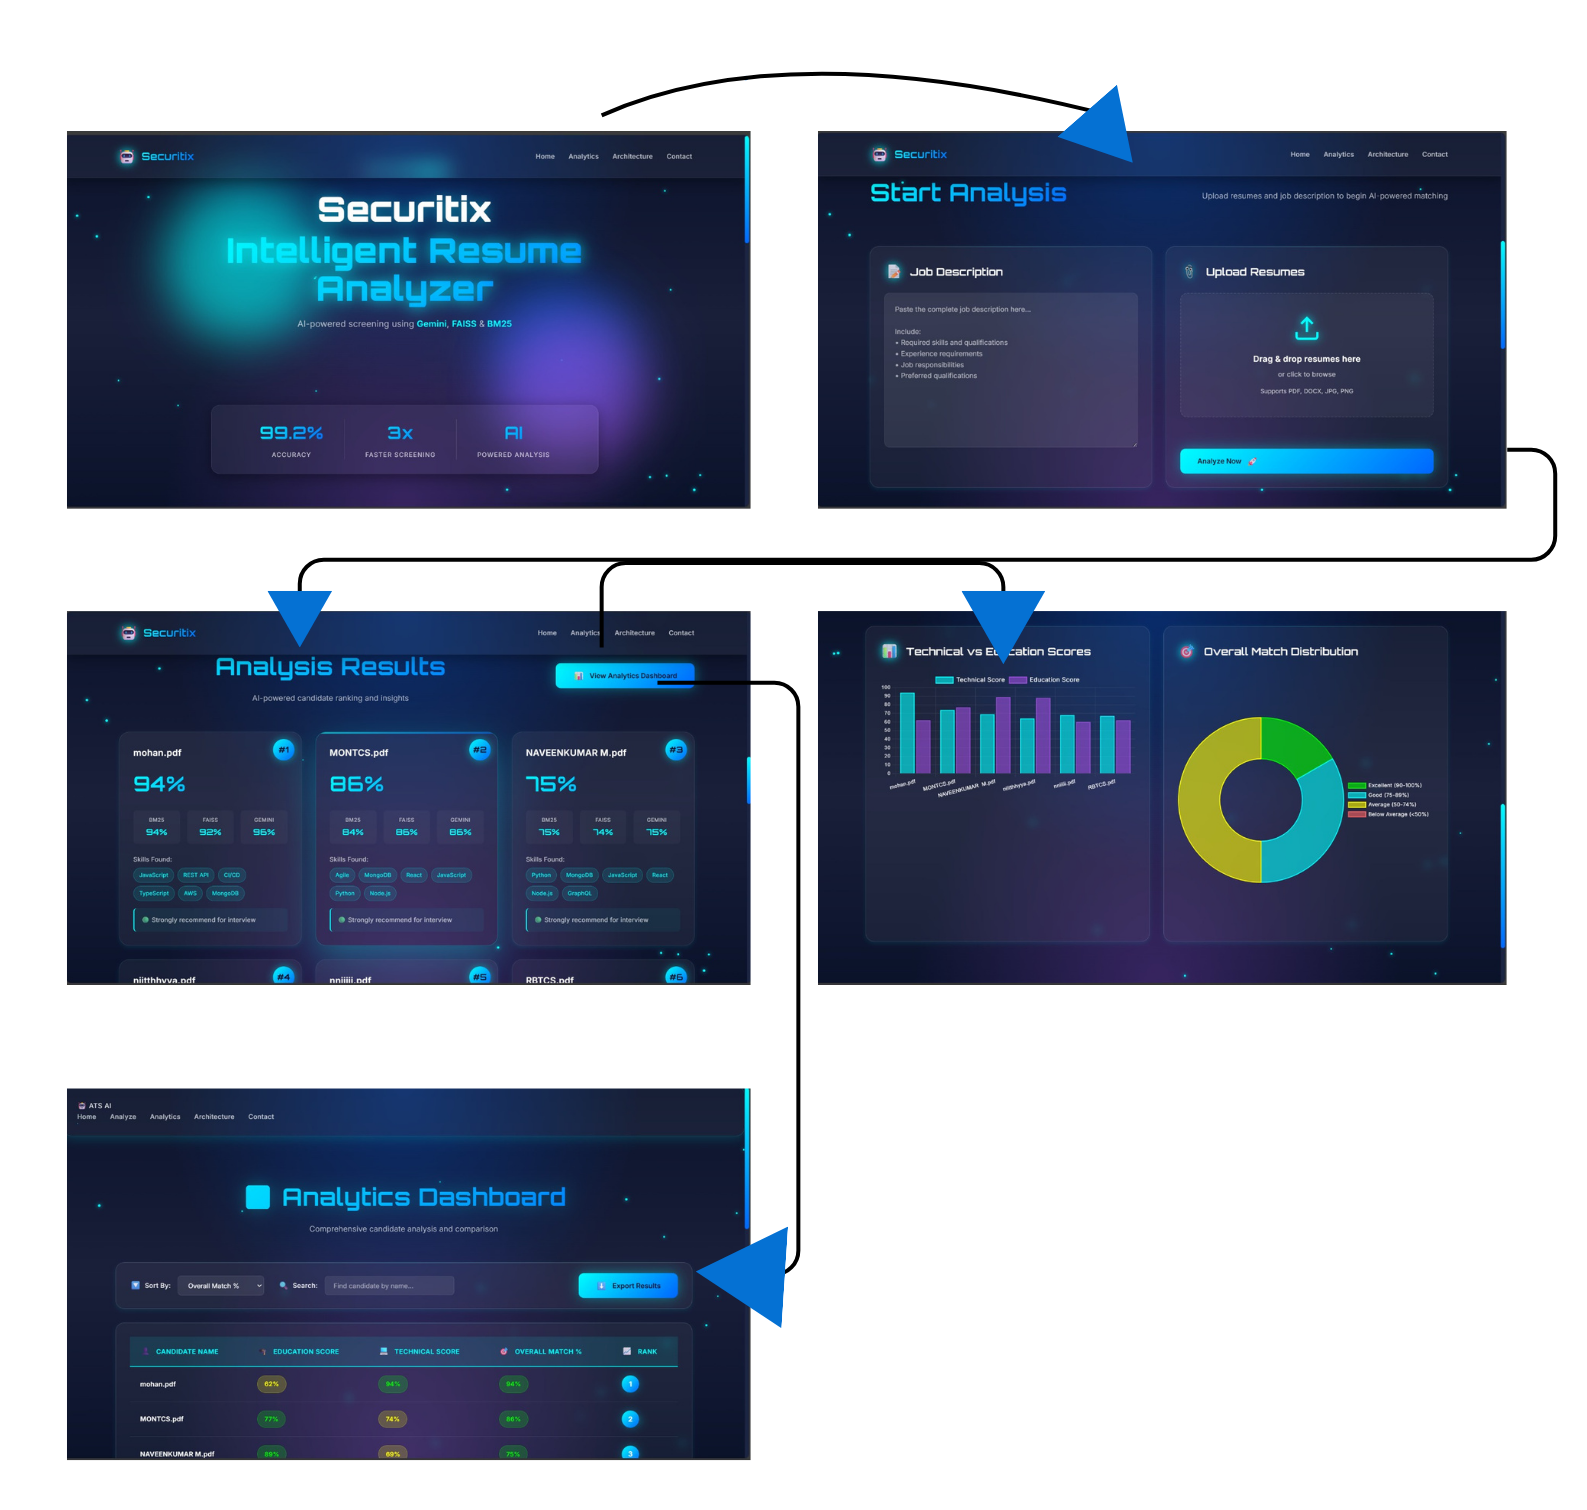 Securitix
Home Analytics Architecture Contact
Securitix
Intelligent Resume
Analyzer
AI-powered screening using Gemini, FAISS & BM25
99.2% 3x AI
ACCURACY FASTER SCREENING POWERED ANALYSIS
Securitix
Home Analytics Architecture Contact
Start Analysis
Upload resumes and job description to begin AI-powered matching
Job Description
Paste the complete job description here...
Include:
• Required skills and qualifications
• Experience requirements
• Job responsibilities
• Preferred qualifications
Upload Resumes
Drag & drop resumes here
or click to browse
Supports PDF, DOCX, JPG, PNG
Analyze Now
Securitix
Home Analytics Architecture Contact
Analysis Results
View Analytics Dashboard
AI-powered candidate ranking and insights
mohan.pdf #1
94%
BM25 FAISS GEMINI
94% 92% 96%
Skills Found:
JavaScript REST API CI/CD
TypeScript AWS MongoDB
Strongly recommend for interview
MONTCS.pdf #2
86%
BM25 FAISS GEMINI
84% 86% 86%
Skills Found:
Agile MongoDB React JavaScript
Python Node.js
Strongly recommend for interview
NAVEENKUMAR M.pdf #3
75%
BM25 FAISS GEMINI
75% 74% 75%
Skills Found:
Python MongoDB JavaScript React
Node.js GraphQL
Strongly recommend for interview
niitthhyya.pdf #4
#5
RBTCS.pdf #6
Technical vs Education Scores
Technical Score Education Score
100
90
80
70
60
50
40
30
20
10
0
mohan.pdf MONTCS.pdf NAVEENKUMAR M.pdf niitthhyya.pdf RBTCS.pdf
Overall Match Distribution
Excellent (90-100%)
Good (75-89%)
Average (50-74%)
Below Average (<50%)
ATS AI
Home Analyze Analytics Architecture Contact
Analytics Dashboard
Comprehensive candidate analysis and comparison
Sort By: Overall Match % Search: Find candidate by name... Export Results
CANDIDATE NAME EDUCATION SCORE TECHNICAL SCORE OVERALL MATCH % RANK
mohan.pdf 62% 94% 94% 1
MONTCS.pdf 77% 74% 86% 2
NAVEENKUMAR M.pdf 89% 69% 75% 3